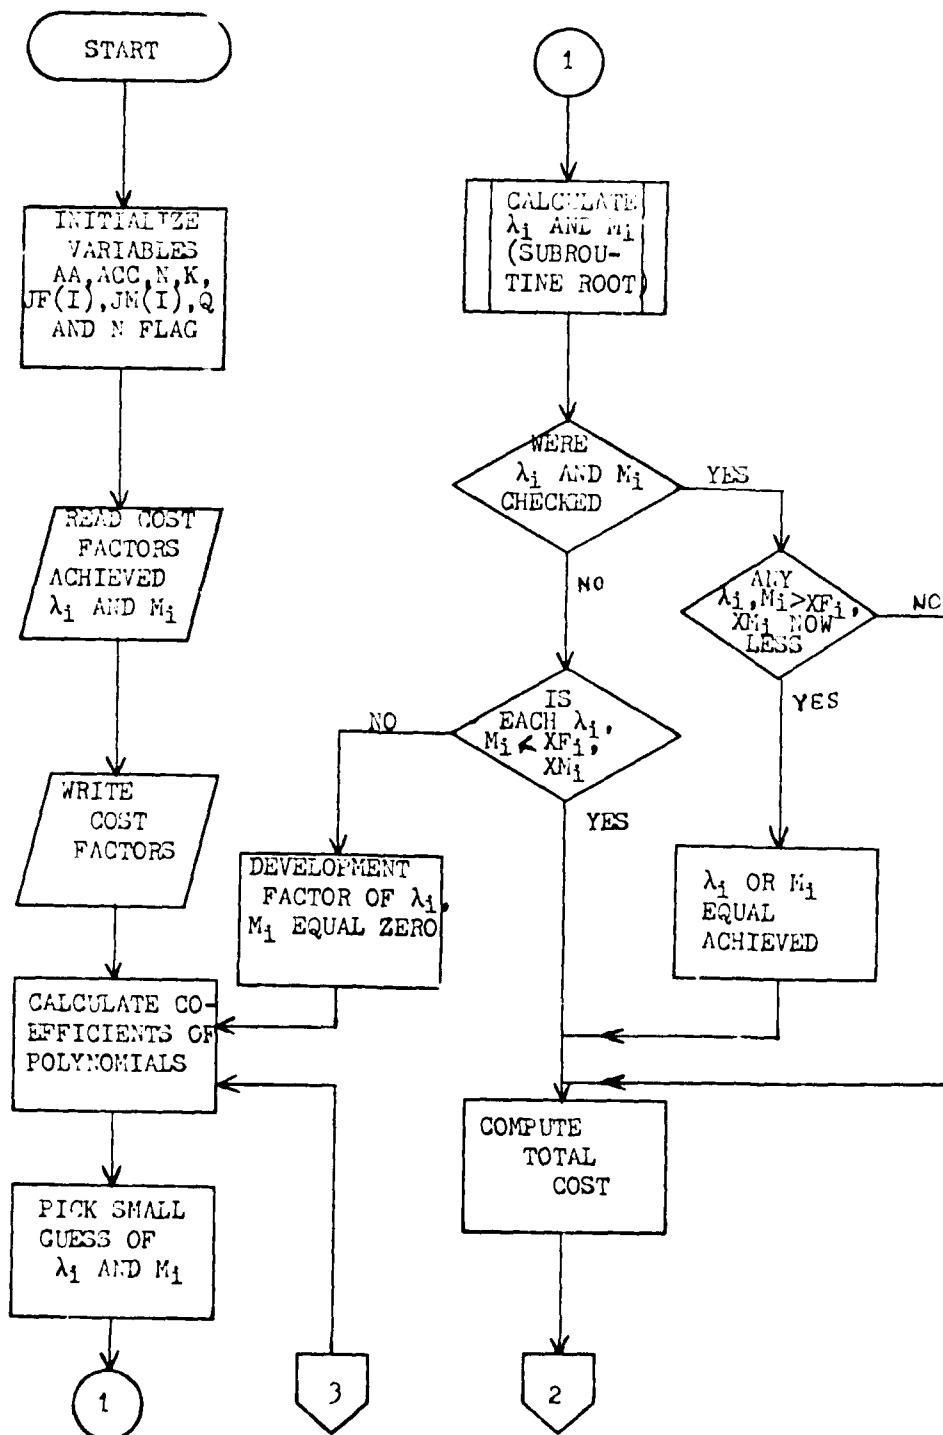 START
INITIALIZE
VARIABLES
AA,ACC,N,K,
JF(I),JM(I),Q
AND N FLAG
READ COST
FACTORS
ACHIEVED
λi AND Mi
WRITE
COST
FACTORS
CALCULATE CO-
EFFICIENTS OF
POLYNOMIALS
PICK SMALL
GUESS OF
λi AND Mi
1
DEVELOPMENT
FACTOR OF λi,
Mi EQUAL ZERO
3
1
CALCULATE
λi AND Mi
(SUBROU-
TINE ROOT)
WERE
λi AND Mi
CHECKED
YES
NO
ANY
λi,Mi>XFi,
XMi NOW
LESS
NO
YES
IS
EACH λi,
Mi < XFi,
XMi
NO
YES
λi OR Mi
EQUAL
ACHIEVED
COMPUTE
TOTAL
COST
2